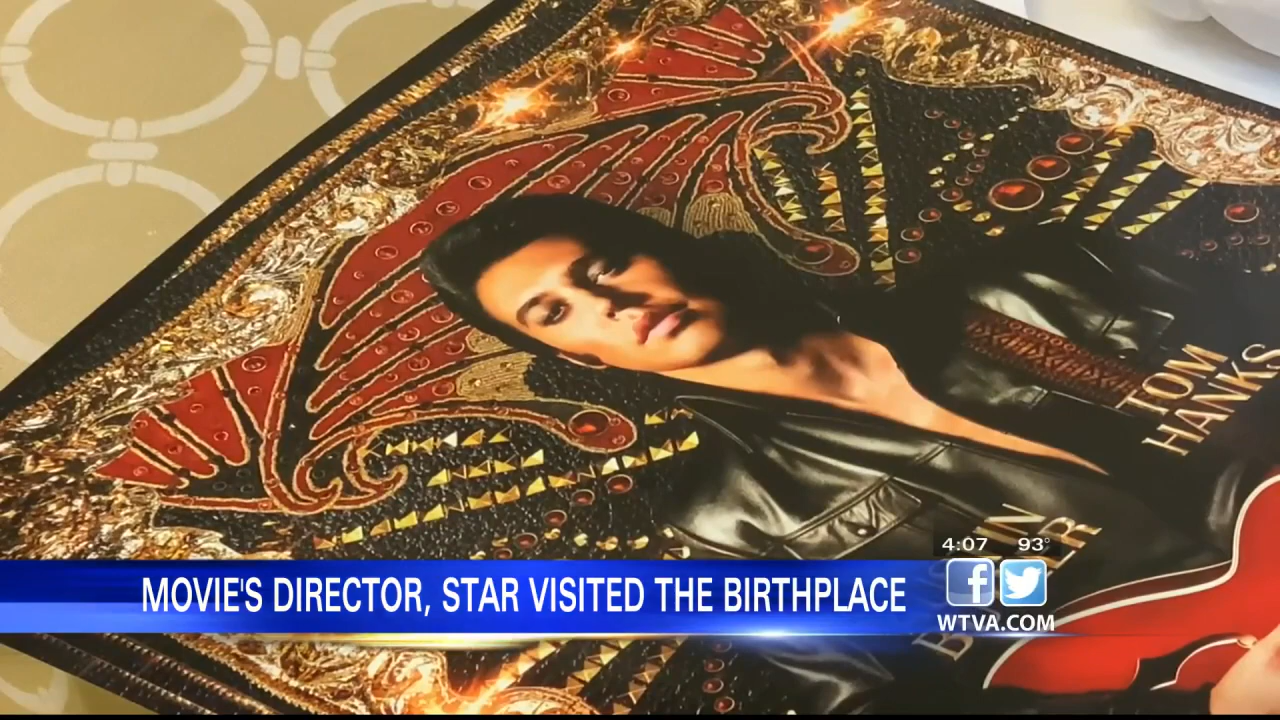 TOM
HANKS
4:07 93°
MOVIE'S DIRECTOR, STAR VISITED THE BIRTHPLACE
WTVA.COM